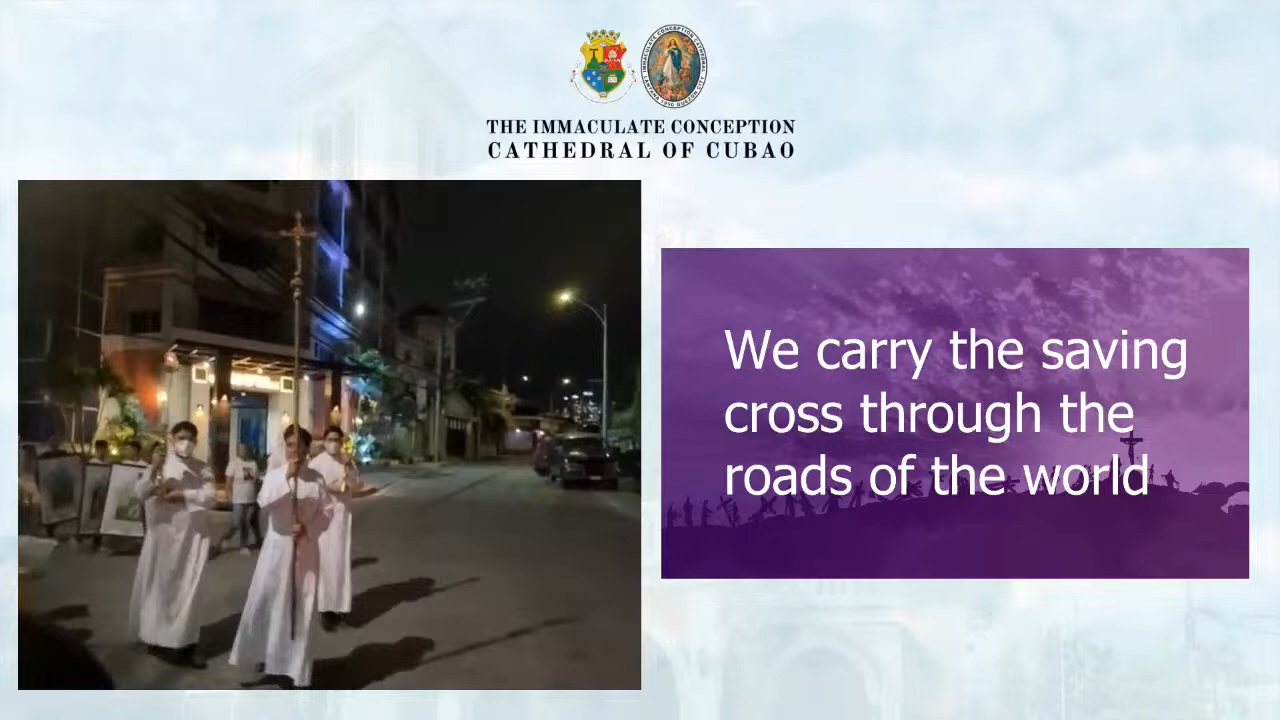 THE IMMACULATE CONCEPTION
CATHEDRAL OF CUBAO
We carry the saving
cross through the
roads of the world